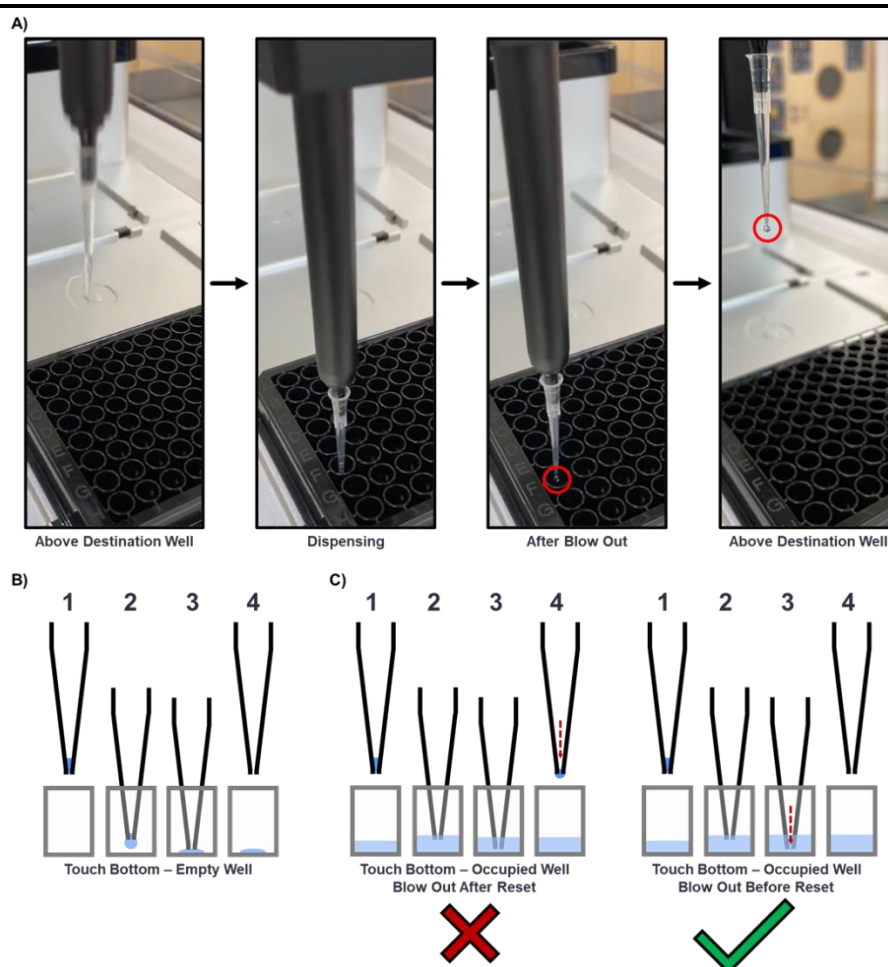 A)
Above Destination Well
Dispensing
After Blow Out
Above Destination Well
B)
C)
1 2 3 4
1 2 3 4
1 2 3 4
Touch Bottom – Empty Well
Touch Bottom – Occupied Well
Blow Out After Reset
Touch Bottom – Occupied Well
Blow Out Before Reset